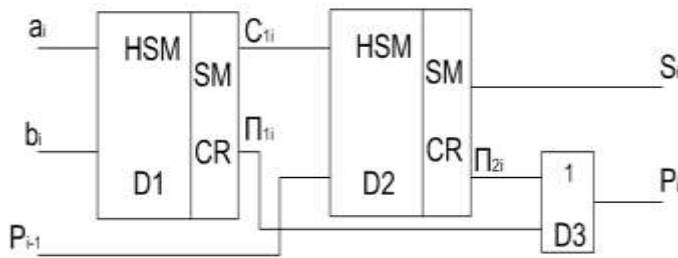 aᵢ HSM C₁ᵢ HSM
SM SM Sᵢ
bᵢ П₁ᵢ
CR CR П₂ᵢ 1
D1 D2 Pᵢ
Pᵢ₋₁ D3